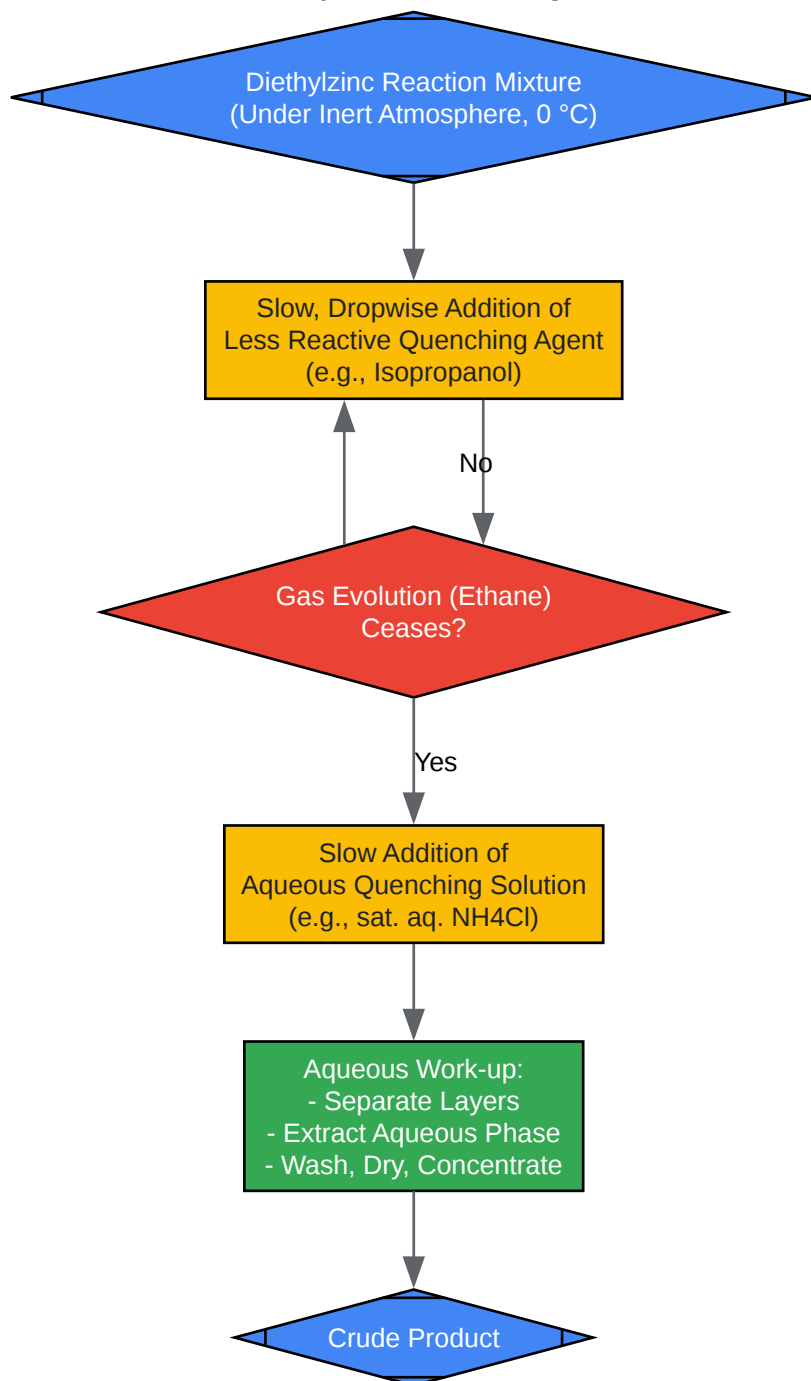 Diethylzinc Reaction Mixture
(Under Inert Atmosphere, 0 °C)
Slow, Dropwise Addition of
Less Reactive Quenching Agent
(e.g., Isopropanol)
No
Gas Evolution (Ethane)
Ceases?
Yes
Slow Addition of
Aqueous Quenching Solution
(e.g., sat. aq. NH4Cl)
Aqueous Work-up:
- Separate Layers
- Extract Aqueous Phase
- Wash, Dry, Concentrate
Crude Product